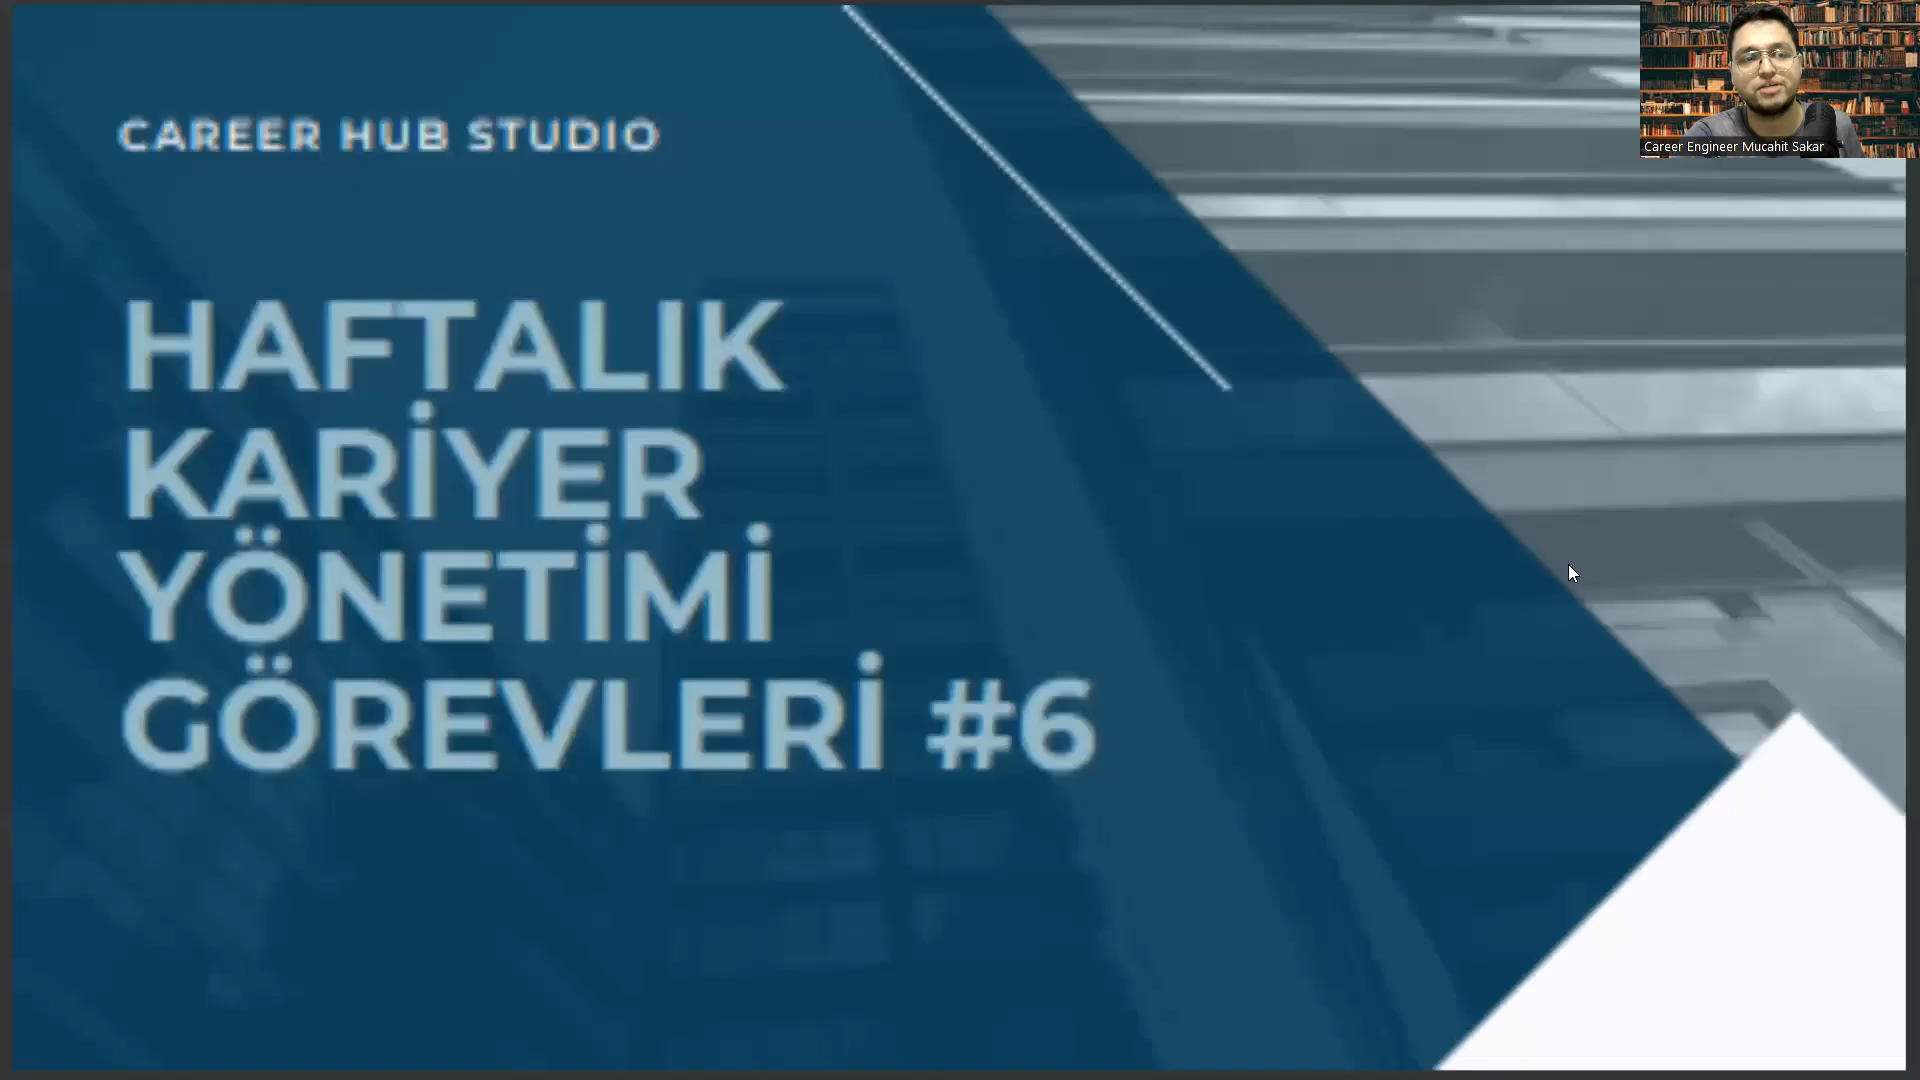 CAREER HUB STUDIO
HAFTALIK
KARİYER
YÖNETİMİ
GÖREVLERİ #6
Career Engineer Mucahit Sakar